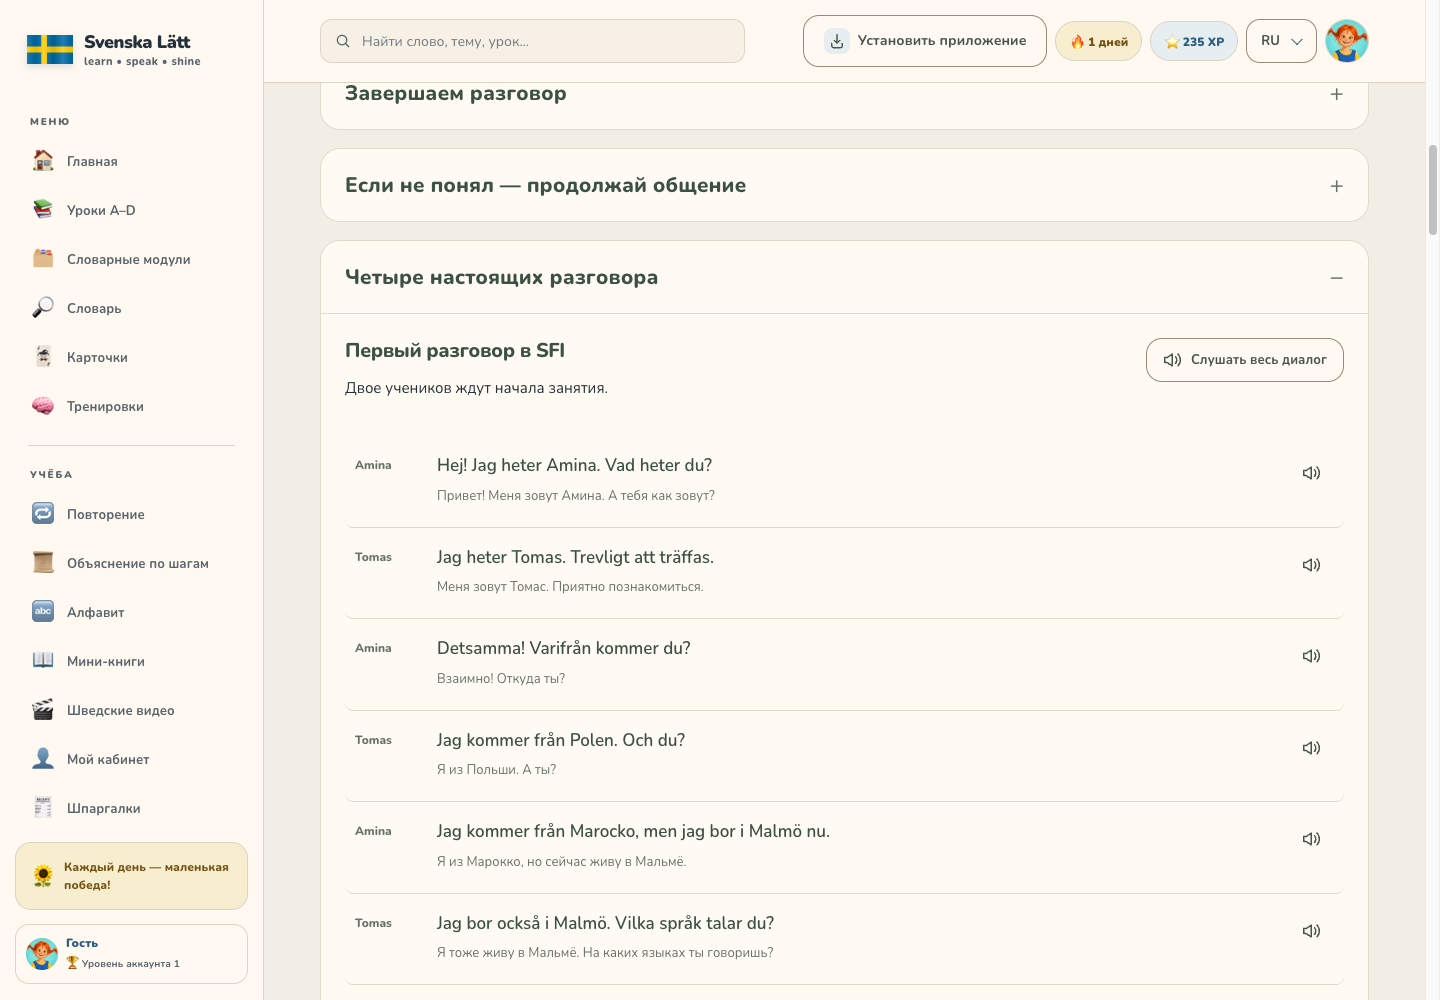 Svenska Lätt
learn • speak • shine
МЕНЮ
Главная
Уроки A–D
Словарные модули
Словарь
Карточки
Тренировки
УЧЁБА
Повторение
Объяснение по шагам
abc
Алфавит
Мини-книги
Шведские видео
Мой кабинет
Шпаргалки
Каждый день — маленькая
победа!
Гость
Уровень аккаунта 1
Найти слово, тему, урок...
Установить приложение
1 дней
235 XP
RU
Завершаем разговор
Если не понял — продолжай общение
Четыре настоящих разговора
Первый разговор в SFI
Слушать весь диалог
Двое учеников ждут начала занятия.
Amina
Hej! Jag heter Amina. Vad heter du?
Привет! Меня зовут Амина. А тебя как зовут?
Tomas
Jag heter Tomas. Trevligt att träffas.
Меня зовут Томас. Приятно познакомиться.
Amina
Detsamma! Varifrån kommer du?
Взаимно! Откуда ты?
Tomas
Jag kommer från Polen. Och du?
Я из Польши. А ты?
Amina
Jag kommer från Marocko, men jag bor i Malmö nu.
Я из Марокко, но сейчас живу в Мальмё.
Tomas
Jag bor också i Malmö. Vilka språk talar du?
Я тоже живу в Мальмё. На каких языках ты говоришь?